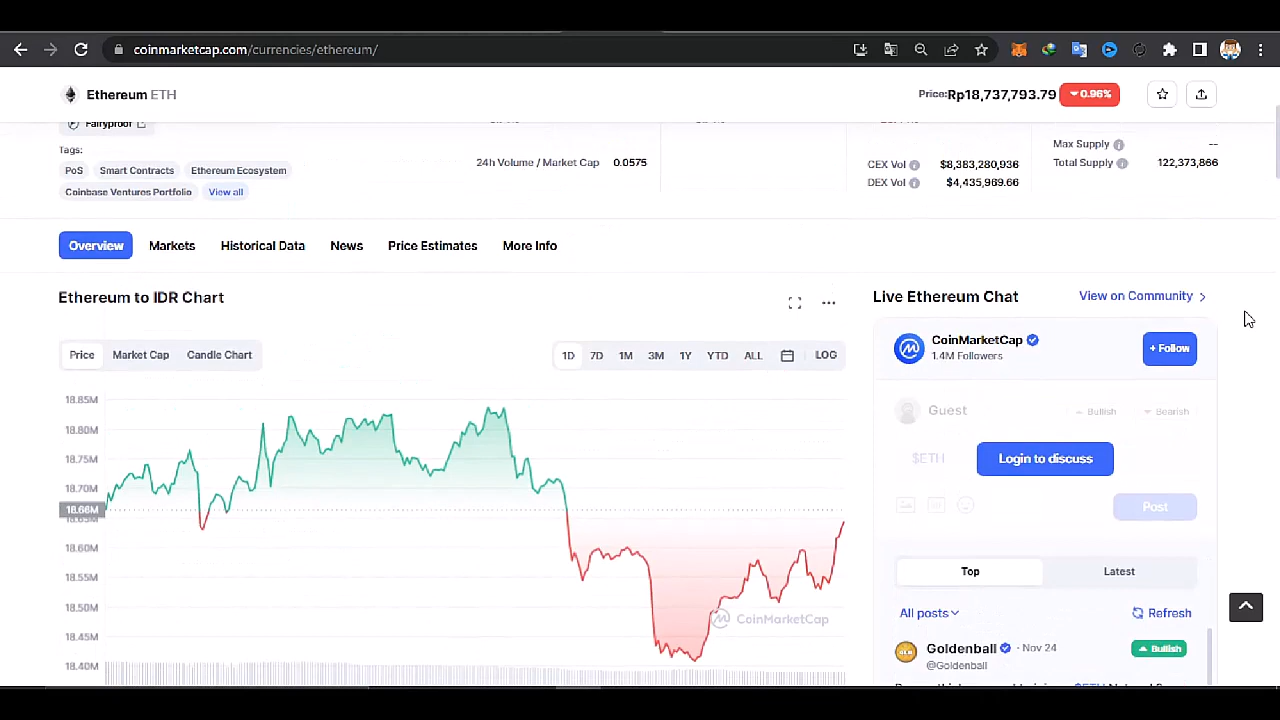 coinmarketcap.com/currencies/ethereum/
Ethereum ETH
Price:Rp18,737,793.79 0.96%
Fairyproof
Tags:
PoS Smart Contracts Ethereum Ecosystem
Coinbase Ventures Portfolio View all
24h Volume / Market Cap 0.0575
CEX Vol $8,383,280,936
DEX Vol $4,435,969.66
Max Supply --
Total Supply 122,373,866
Overview Markets Historical Data News Price Estimates More Info
Ethereum to IDR Chart
Price Market Cap Candle Chart
1D 7D 1M 3M 1Y YTD ALL LOG
18.85M
18.80M
18.75M
18.70M
18.66M
18.65M
18.60M
18.55M
18.50M
18.45M
18.40M
CoinMarketCap
Live Ethereum Chat View on Community
CoinMarketCap
1.4M Followers
+ Follow
Guest Bullish Bearish
$ETH
Login to discuss
Post
Top Latest
All posts Refresh
Goldenball · Nov 24 Bullish
@Goldenball